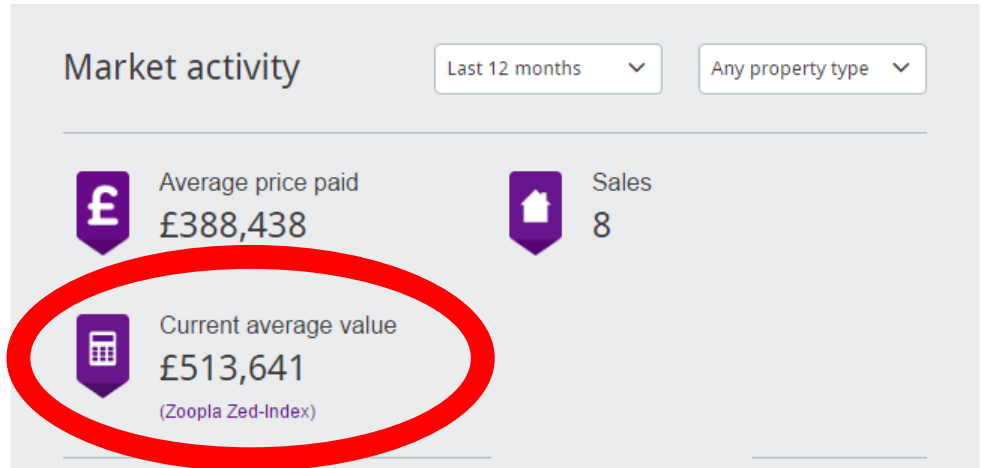 Market activity
Last 12 months
Any property type
£
Average price paid
£388,438
Sales
8
Current average value
£513,641
(Zoopla Zed-Index)